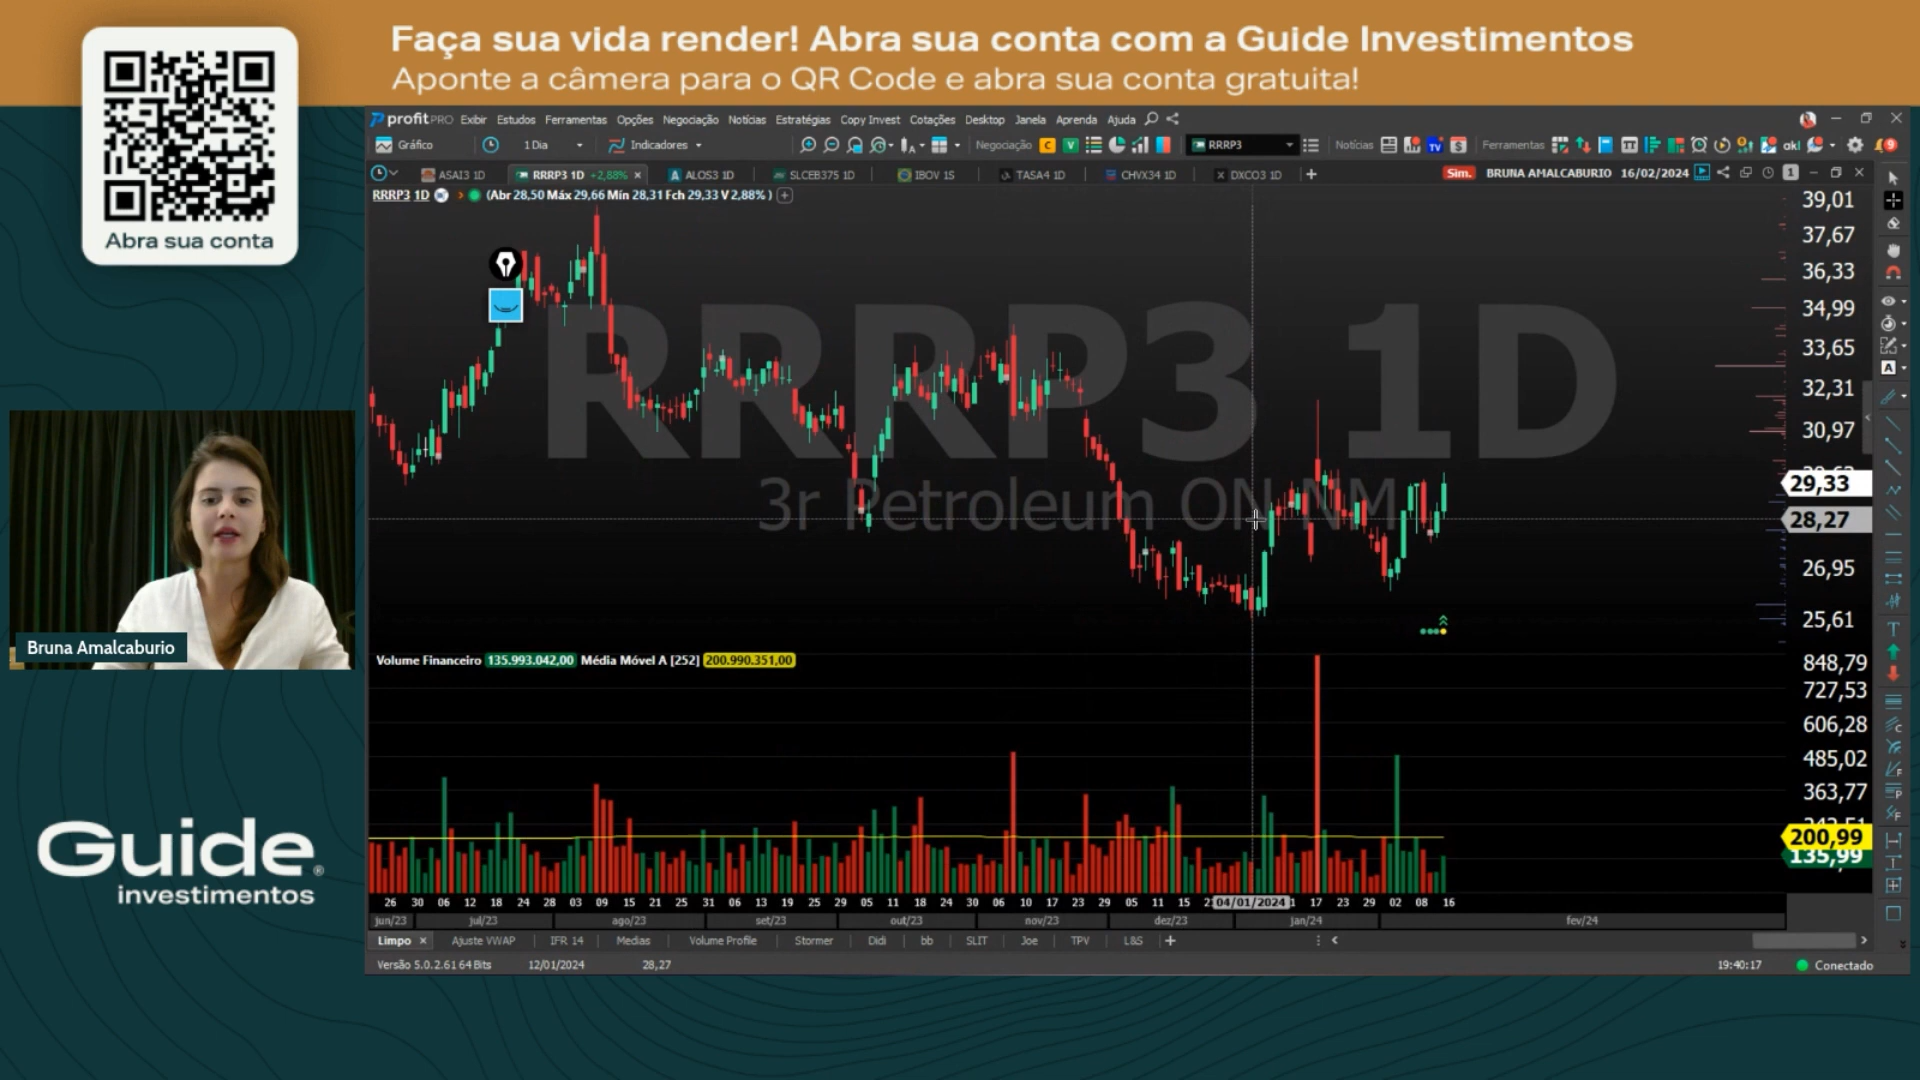 Faça sua vida render! Abra sua conta com a Guide Investimentos
Aponte a câmera para o QR Code e abra sua conta gratuita!
Abra sua conta
profit PRO Exibir Estudos Ferramentas Opções Negociação Notícias Estratégias Copy Invest Cotações Desktop Janela Aprenda Ajuda
Gráfico 1 Dia Indicadores Negociação C V RRRP3 Notícias TV $ Ferramentas akl 9
ASAI3 1D RRRP3 1D +2,88% × ALOS3 1D SLCEB375 1D IBOV 1S TASA4 1D CHVX34 1D DXCO3 1D + Sim. BRUNA AMALCABURIO 16/02/2024 1
RRRP3 1D (Abr 28,50 Máx 29,66 Mín 28,31 Fch 29,33 V 2,88% )
RRRP3 1D
3r Petroleum ON NM
39,01
37,67
36,33
34,99
33,65
32,31
30,97
29,33
28,27
26,95
25,61
Volume Financeiro 135.993.042,00 Média Móvel A [252] 200.990.351,00
848,79
727,53
606,28
485,02
363,77
200,99
135,99
26 30 06 12 18 24 28 03 09 15 21 25 31 06 13 19 25 29 05 11 18 24 30 06 10 17 23 29 05 11 15 04/01/2024 17 23 29 02 08 16
jun/23 jul/23 ago/23 set/23 out/23 nov/23 dez/23 jan/24 fev/24
Limpo × Ajuste VWAP IFR 14 Medias Volume Profile Stormer Didi bb SLIT Joe TPV L&S +
Versão 5.0.2.61 64 Bits 12/01/2024 28,27 19:40:17 Conectado
Bruna Amalcaburio
Guide
investimentos